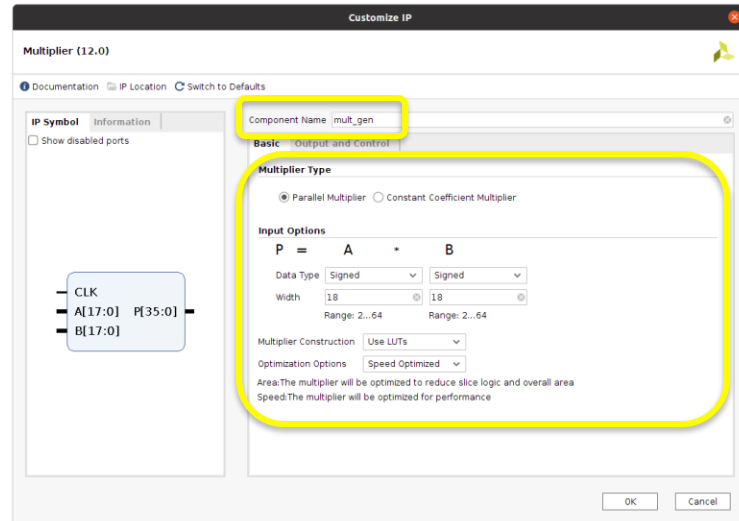 Customize IP
Multiplier (12.0)
Documentation IP Location Switch to Defaults
IP Symbol Information
Show disabled ports
CLK
A[17:0] P[35:0]
B[17:0]
Component Name mult_gen
Basic Output and Control
Multiplier Type
Parallel Multiplier Constant Coefficient Multiplier
Input Options
P = A * B
Data Type Signed Signed
Width 18 18
Range: 2...64 Range: 2...64
Multiplier Construction Use LUTs
Optimization Options Speed Optimized
Area:The multiplier will be optimized to reduce slice logic and overall area
Speed:The multiplier will be optimized for performance
OK Cancel